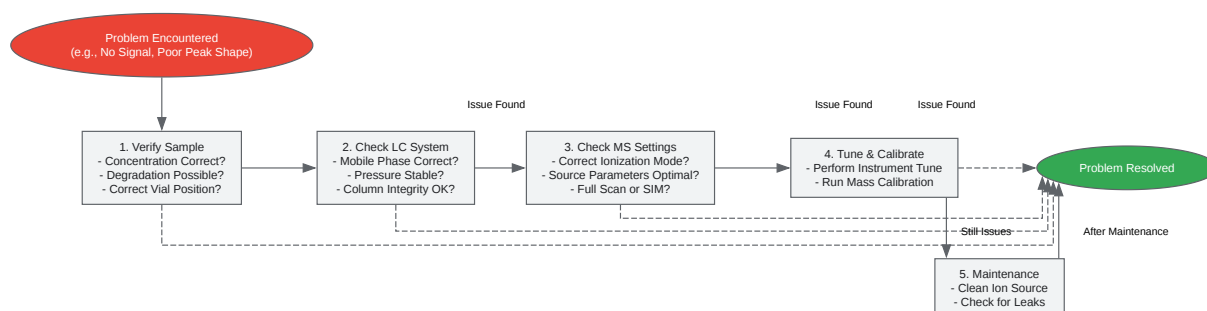 Problem Encountered
(e.g., No Signal, Poor Peak Shape)
Issue Found
Issue Found
Issue Found
1. Verify Sample
- Concentration Correct?
- Degradation Possible?
- Correct Vial Position?
2. Check LC System
- Mobile Phase Correct?
- Pressure Stable?
- Column Integrity OK?
3. Check MS Settings
- Correct Ionization Mode?
- Source Parameters Optimal?
- Full Scan or SIM?
4. Tune & Calibrate
- Perform Instrument Tune
- Run Mass Calibration
Problem Resolved
Still Issues
After Maintenance
5. Maintenance
- Clean Ion Source
- Check for Leaks